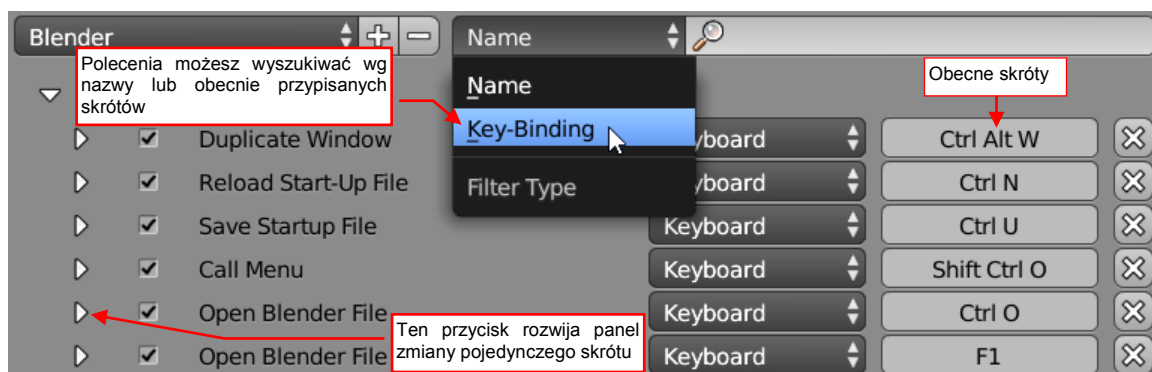 Blender Name
Polecenia możesz wyszukiwać wg
nazwy lub obecnie przypisanych
skrótów
Name
Key-Binding
Filter Type
Obecne skróty
Duplicate Window yboard Ctrl Alt W
Reload Start-Up File yboard Ctrl N
Save Startup File Keyboard Ctrl U
Call Menu Keyboard Shift Ctrl O
Open Blender File Keyboard Ctrl O
Ten przycisk rozwija panel
zmiany pojedynczego skrótu
Open Blender File Keyboard F1